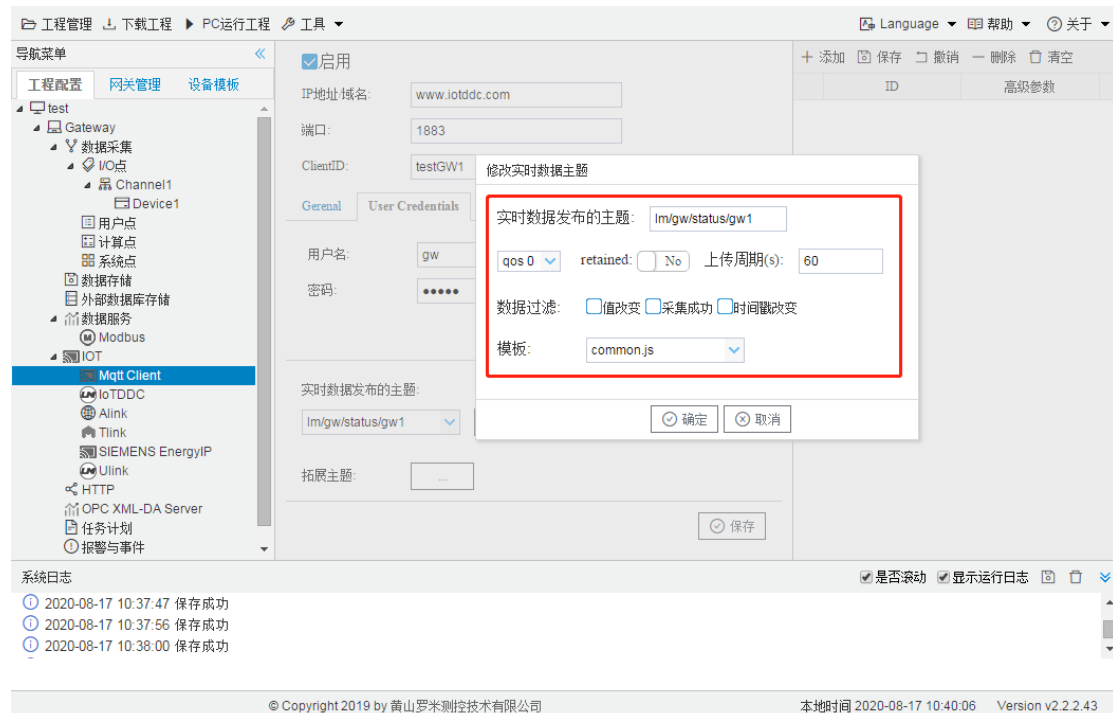 工程管理 下载工程 PC运行工程 工具 Language 帮助 关于
导航菜单
工程配置 网关管理 设备模板
test
Gateway
数据采集
I/O点
Channel1
Device1
用户点
计算点
系统点
数据存储
外部数据库存储
数据服务
Modbus
IOT
Mqtt Client
IoTDDC
Alink
Tlink
SIEMENS EnergyIP
Ulink
HTTP
OPC XML-DA Server
任务计划
报警与事件
启用
IP地址/域名: www.iotddc.com
端口: 1883
ClientID: testGW1
Gerenal User Credentials
用户名: gw
密码: •••••
实时数据发布的主题:
lm/gw/status/gw1
拓展主题: ...
保存
添加 保存 撤销 删除 清空
ID 高级参数
修改实时数据主题
实时数据发布的主题: lm/gw/status/gw1
qos 0 retained: No 上传周期(s): 60
数据过滤: 值改变 采集成功 时间戳改变
模板: common.js
确定 取消
系统日志 是否滚动 显示运行日志
2020-08-17 10:37:47 保存成功
2020-08-17 10:37:56 保存成功
2020-08-17 10:38:00 保存成功
© Copyright 2019 by 黄山罗米测控技术有限公司 本地时间 2020-08-17 10:40:06 Version v2.2.2.43